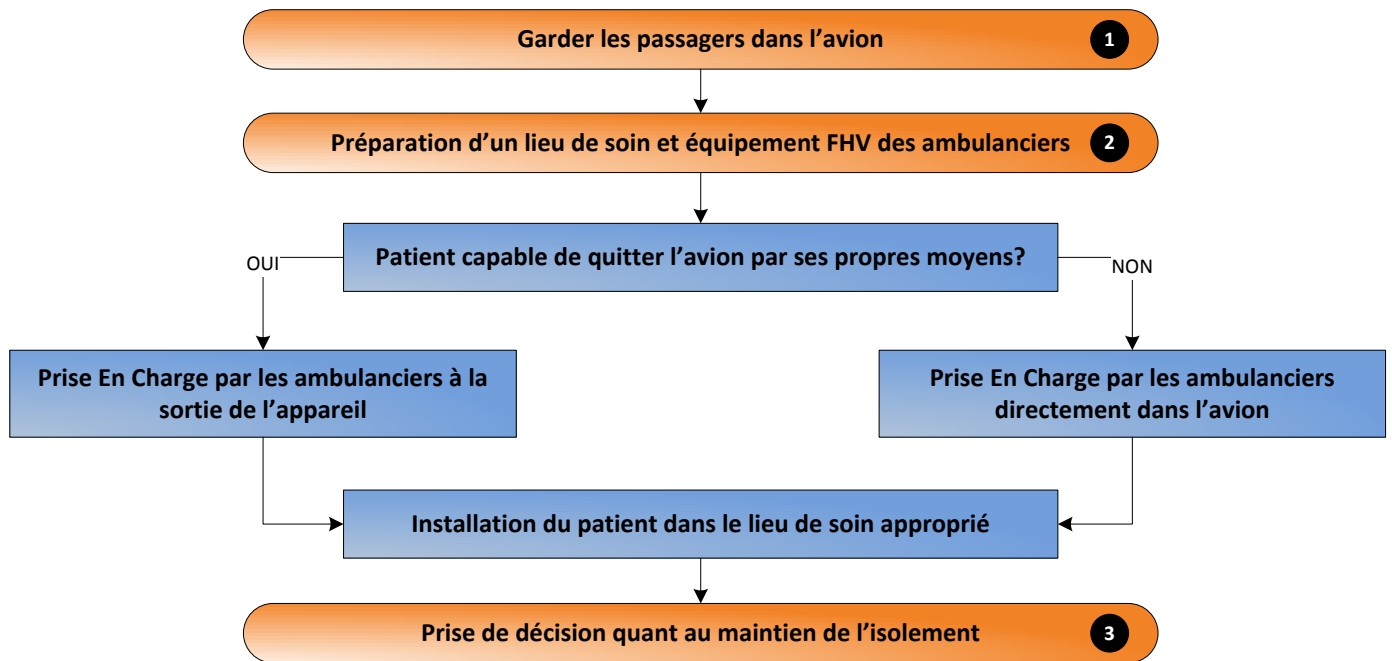 Garder les passagers dans l’avion 1
Préparation d’un lieu de soin et équipement FHV des ambulanciers 2
Patient capable de quitter l’avion par ses propres moyens?
OUI
NON
Prise En Charge par les ambulanciers à la
sortie de l’appareil
Prise En Charge par les ambulanciers
directement dans l’avion
Installation du patient dans le lieu de soin approprié
Prise de décision quant au maintien de l’isolement 3